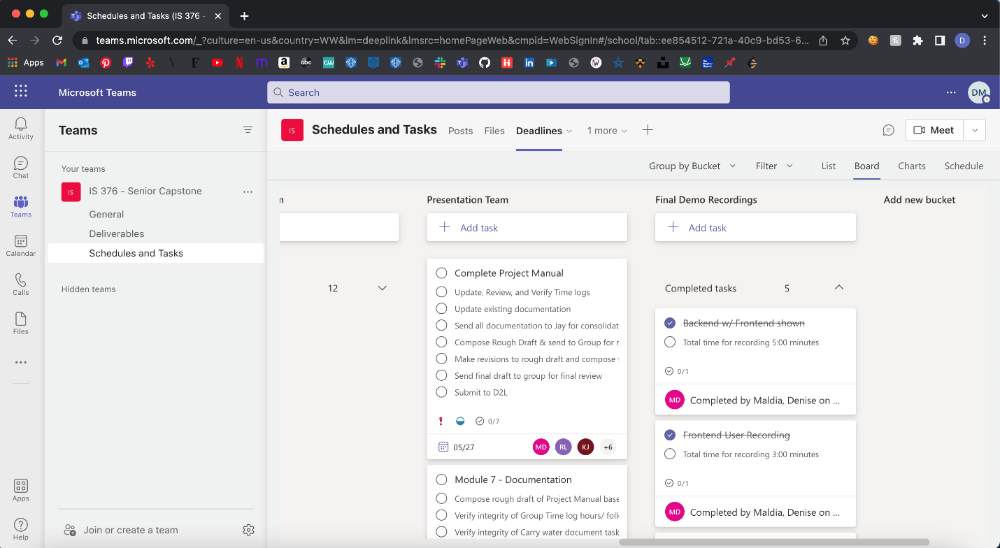 Schedules and Tasks (IS 376 -
teams.microsoft.com/_?culture=en-us&country=WW&lm=deeplink&lmsrc=homePageWeb&cmpid=WebSignIn#/school/tab::ee854512-721a-40c9-bd53-6...
D
Apps
abc
CW
Microsoft Teams
Search
DM
Activity
Chat
Teams
Calendar
Calls
Files
Apps
Help
Teams
Your teams
IS
IS 376 - Senior Capstone
General
Deliverables
Schedules and Tasks
Hidden teams
Join or create a team
IS
Schedules and Tasks
Posts
Files
Deadlines
1 more
Meet
Group by Bucket
Filter
List
Board
Charts
Schedule
12
Presentation Team
Add task
Complete Project Manual
Update, Review, and Verify Time logs
Update existing documentation
Send all documentation to Jay for consolidat
Compose Rough Draft & send to Group for r
Make revisions to rough draft and compose
Send final draft to group for final review
Submit to D2L
0/7
05/27
MD
RL
KJ
+6
Module 7 - Documentation
Compose rough draft of Project Manual base
Verify integrity of Group Time log hours/ foll
Verify integrity of Carry water document task
Final Demo Recordings
Add task
Completed tasks
5
Backend w/ Frontend shown
Total time for recording 5:00 minutes
0/1
MD
Completed by Maldia, Denise on ...
Frontend User Recording
Total time for recording 3:00 minutes
0/1
MD
Completed by Maldia, Denise on ...
Add new bucket